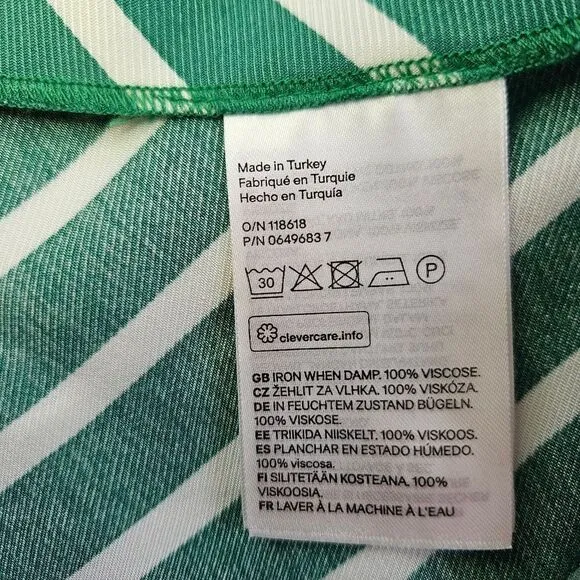 Made in Turkey
Fabriqué en Turquie
Hecho en Turquía
O/N 118618
P/N 0649683 7
30
P
clevercare.info
GB IRON WHEN DAMP. 100% VISCOSE.
CZ ŽEHLIT ZA VLHKA. 100% VISKÓZA.
DE IN FEUCHTEM ZUSTAND BÜGELN.
100% VISKOSE.
EE TRIIKIDA NIISKELT. 100% VISKOOS.
ES PLANCHAR EN ESTADO HÚMEDO.
100% viscosa.
FI SILITETÄÄN KOSTEANA. 100%
VISKOOSIA.
FR LAVER À LA MACHINE À L'EAU